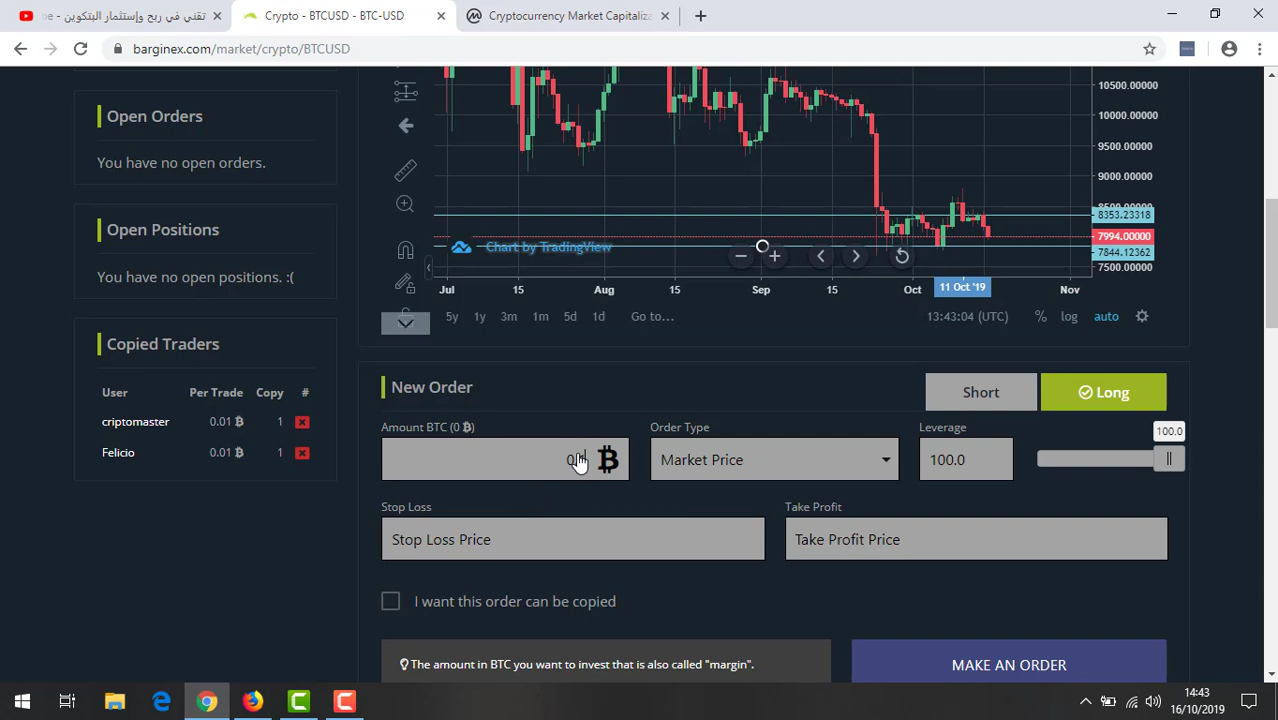 تقني في ربح وإستثمار البتكوين - be
Crypto - BTCUSD - BTC-USD
Cryptocurrency Market Capitaliza
barginex.com/market/crypto/BTCUSD
Open Orders
You have no open orders.
Open Positions
You have no open positions. :(
Copied Traders
User Per Trade Copy #
criptomaster 0.01 ₿ 1
Felicio 0.01 ₿ 1
10500.00000
10000.00000
9500.00000
9000.00000
8500.00000
8353.23318
7994.00000
7844.12362
7500.00000
Chart by TradingView
Jul 15 Aug 15 Sep 15 Oct 11 Oct '19 Nov
5y 1y 3m 1m 5d 1d Go to... 13:43:04 (UTC) % log auto
New Order
Short
Long
Amount BTC (0 ₿)
Order Type
Leverage
100.0
0.
Market Price
100.0
Stop Loss
Take Profit
Stop Loss Price
Take Profit Price
I want this order can be copied
The amount in BTC you want to invest that is also called "margin".
MAKE AN ORDER
14:43
16/10/2019